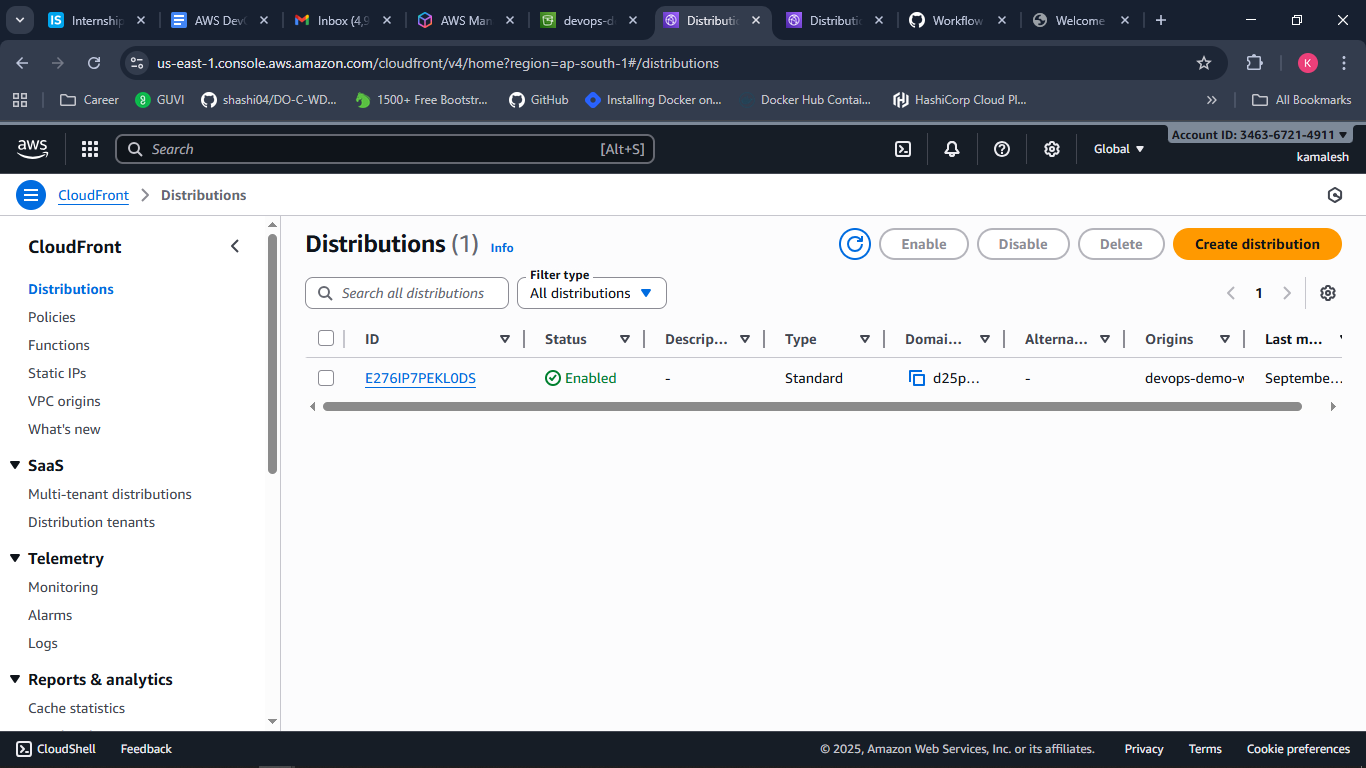 Internship
AWS Dev
Inbox (4,9
AWS Man
devops-d
Distributio
Distributio
Workflow
Welcome
us-east-1.console.aws.amazon.com/cloudfront/v4/home?region=ap-south-1#/distributions
K
Career
GUVI
shashi04/DO-C-WD...
1500+ Free Bootstr...
GitHub
Installing Docker on...
Docker Hub Contai...
HashiCorp Cloud Pl...
All Bookmarks
aws
Search
[Alt+S]
Global
Account ID: 3463-6721-4911
kamalesh
CloudFront
Distributions
CloudFront
Distributions
Policies
Functions
Static IPs
VPC origins
What's new
SaaS
Multi-tenant distributions
Distribution tenants
Telemetry
Monitoring
Alarms
Logs
Reports & analytics
Cache statistics
Distributions (1) Info
Enable
Disable
Delete
Create distribution
Search all distributions
Filter type
All distributions
1
ID Status Descrip... Type Domai... Alterna... Origins Last m...
E276IP7PEKL0DS Enabled - Standard d25p... - devops-demo-w Septembe...
CloudShell
Feedback
© 2025, Amazon Web Services, Inc. or its affiliates.
Privacy
Terms
Cookie preferences